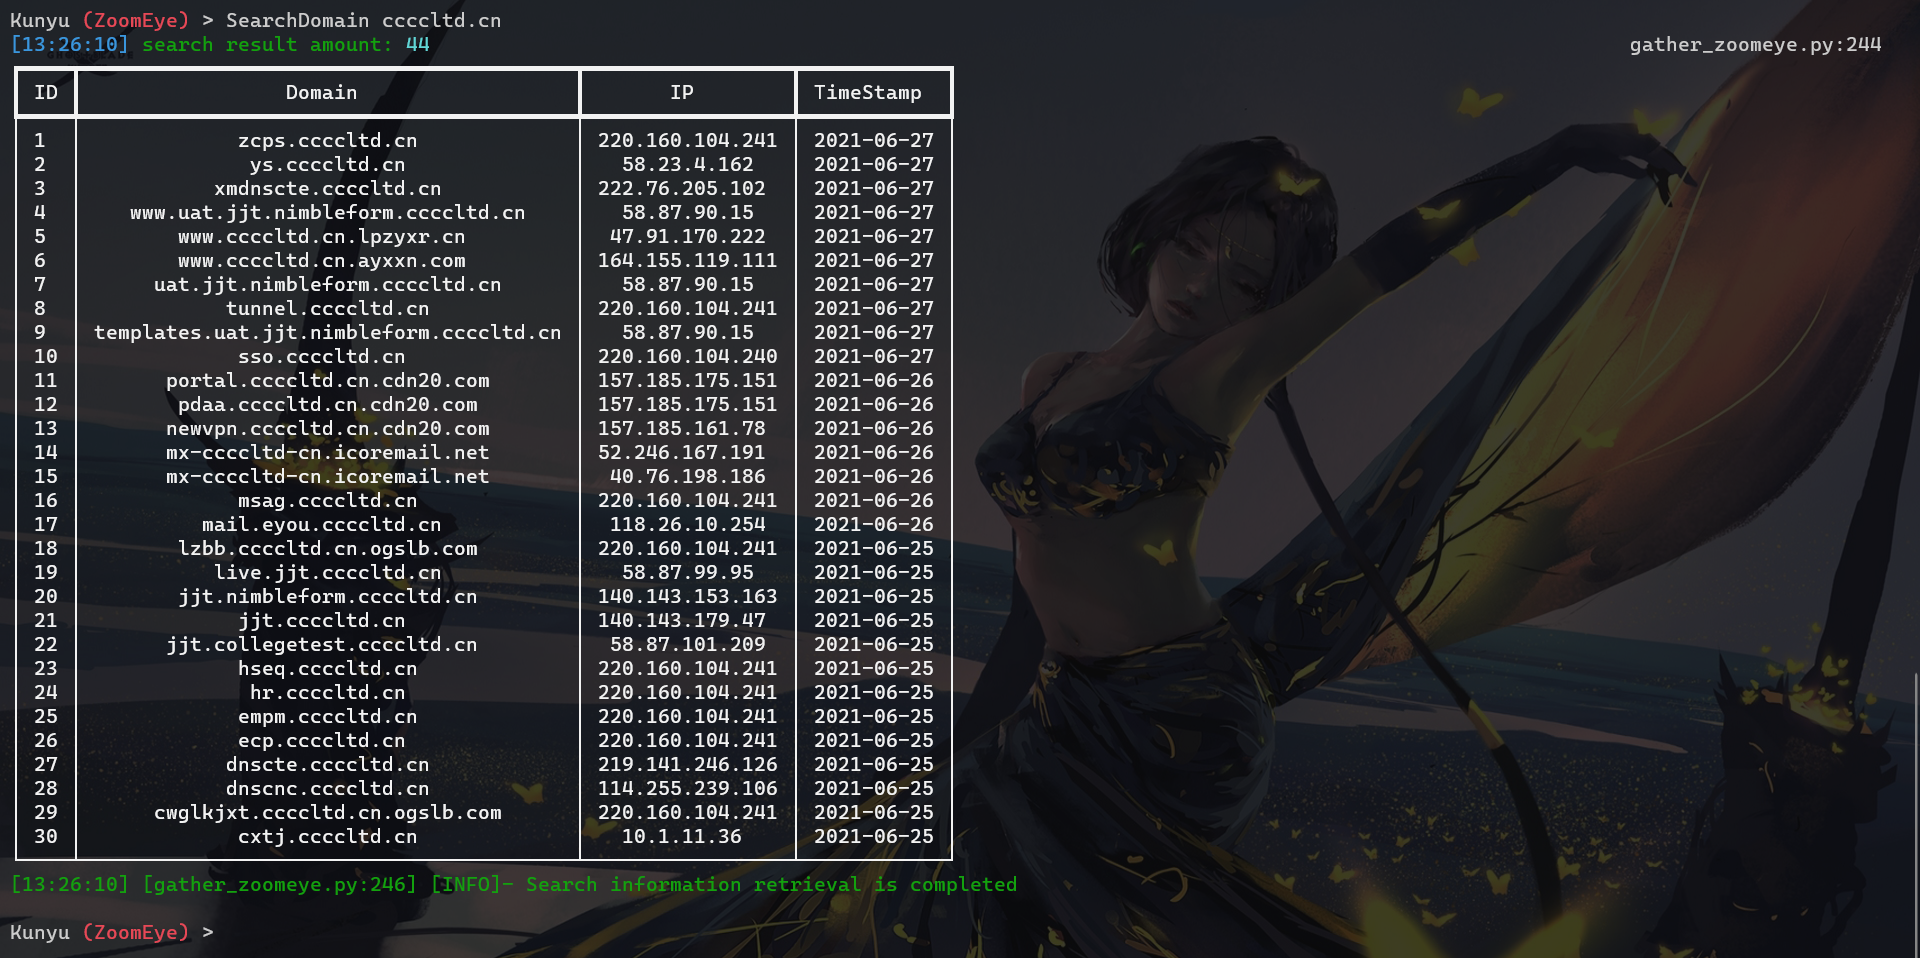 Kunyu (ZoomEye) > SearchDomain ccccltd.cn
[13:26:10] search result amount: 44 gather_zoomeye.py:244
ID Domain IP TimeStamp
1 zcps.ccccltd.cn 220.160.104.241 2021-06-27
2 ys.ccccltd.cn 58.23.4.162 2021-06-27
3 xmdnscte.ccccltd.cn 222.76.205.102 2021-06-27
4 www.uat.jjt.nimbleform.ccccltd.cn 58.87.90.15 2021-06-27
5 www.ccccltd.cn.lpzyxr.cn 47.91.170.222 2021-06-27
6 www.ccccltd.cn.ayxxn.com 164.155.119.111 2021-06-27
7 uat.jjt.nimbleform.ccccltd.cn 58.87.90.15 2021-06-27
8 tunnel.ccccltd.cn 220.160.104.241 2021-06-27
9 templates.uat.jjt.nimbleform.ccccltd.cn 58.87.90.15 2021-06-27
10 sso.ccccltd.cn 220.160.104.240 2021-06-27
11 portal.ccccltd.cn.cdn20.com 157.185.175.151 2021-06-26
12 pdaa.ccccltd.cn.cdn20.com 157.185.175.151 2021-06-26
13 newvpn.ccccltd.cn.cdn20.com 157.185.161.78 2021-06-26
14 mx-ccccltd-cn.icoremail.net 52.246.167.191 2021-06-26
15 mx-ccccltd-cn.icoremail.net 40.76.198.186 2021-06-26
16 msag.ccccltd.cn 220.160.104.241 2021-06-26
17 mail.eyou.ccccltd.cn 118.26.10.254 2021-06-26
18 lzbb.ccccltd.cn.ogslb.com 220.160.104.241 2021-06-25
19 live.jjt.ccccltd.cn 58.87.99.95 2021-06-25
20 jjt.nimbleform.ccccltd.cn 140.143.153.163 2021-06-25
21 jjt.ccccltd.cn 140.143.179.47 2021-06-25
22 jjt.collegetest.ccccltd.cn 58.87.101.209 2021-06-25
23 hseq.ccccltd.cn 220.160.104.241 2021-06-25
24 hr.ccccltd.cn 220.160.104.241 2021-06-25
25 empm.ccccltd.cn 220.160.104.241 2021-06-25
26 ecp.ccccltd.cn 220.160.104.241 2021-06-25
27 dnscte.ccccltd.cn 219.141.246.126 2021-06-25
28 dnscnc.ccccltd.cn 114.255.239.106 2021-06-25
29 cwglkjxt.ccccltd.cn.ogslb.com 220.160.104.241 2021-06-25
30 cxtj.ccccltd.cn 10.1.11.36 2021-06-25
[13:26:10] [gather_zoomeye.py:246] [INFO]- Search information retrieval is completed
Kunyu (ZoomEye) >